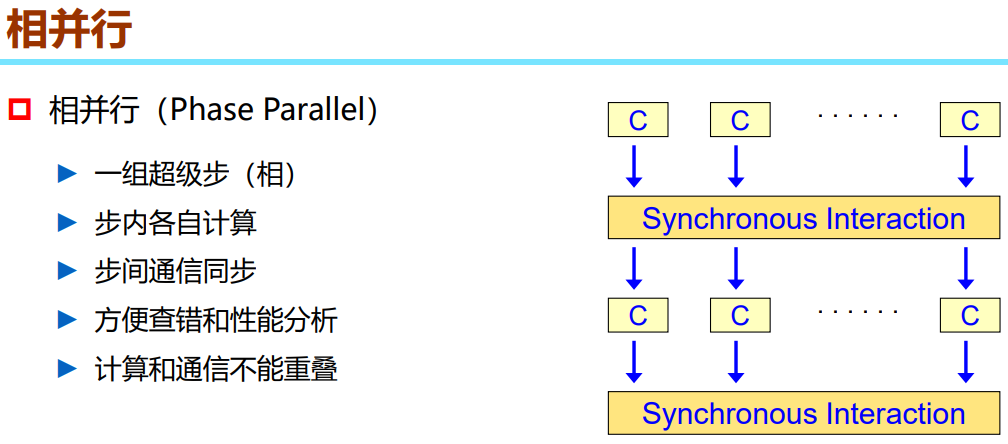 相并行
相并行（Phase Parallel）
一组超级步（相）
步内各自计算
步间通信同步
方便查错和性能分析
计算和通信不能重叠
C C ...... C
Synchronous Interaction
C C ...... C
Synchronous Interaction